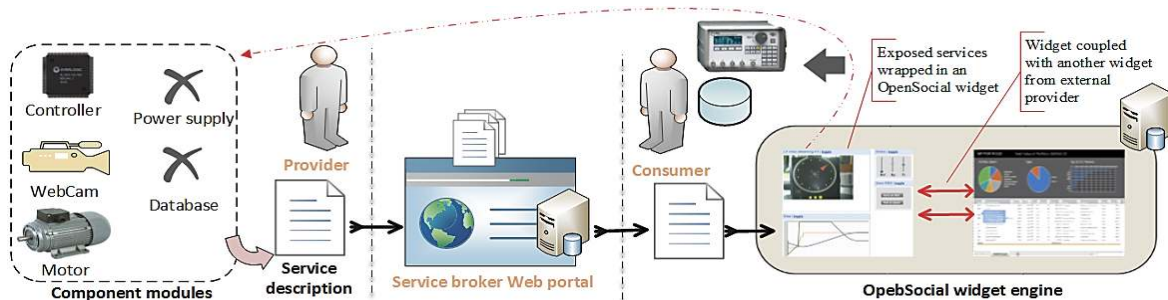 Controller
Power supply
WebCam
Database
Motor
Component modules
Provider
Service
description
Service broker Web portal
Consumer
Exposed services
wrapped in an
OpenSocial widget
Widget coupled
with another widget
from external
provider
OpebSocial widget engine